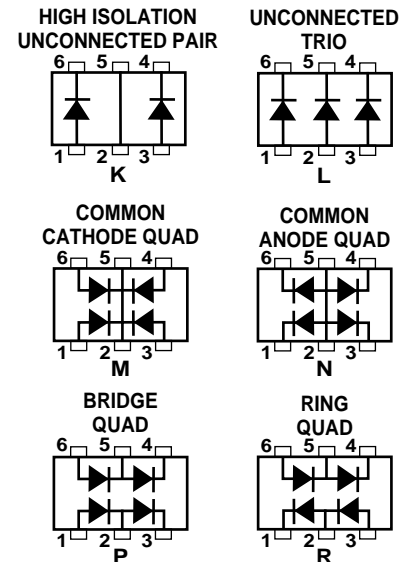 HIGH ISOLATION
UNCONNECTED PAIR
6 5 4
1 2 3
K
UNCONNECTED
TRIO
6 5 4
1 2 3
L
COMMON
CATHODE QUAD
6 5 4
1 2 3
M
COMMON
ANODE QUAD
6 5 4
1 2 3
N
BRIDGE
QUAD
6 5 4
1 2 3
P
RING
QUAD
6 5 4
1 2 3
R